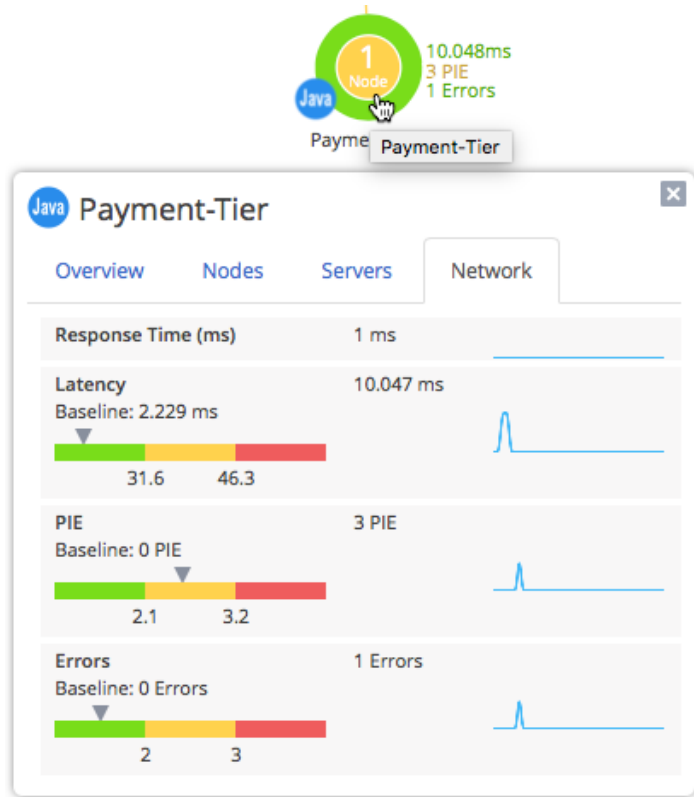 1
Node
Java
10.048ms
3 PIE
1 Errors
Payme
Payment-Tier
Java Payment-Tier
Overview Nodes Servers Network
Response Time (ms) 1 ms
Latency 10.047 ms
Baseline: 2.229 ms
31.6 46.3
PIE 3 PIE
Baseline: 0 PIE
2.1 3.2
Errors 1 Errors
Baseline: 0 Errors
2 3